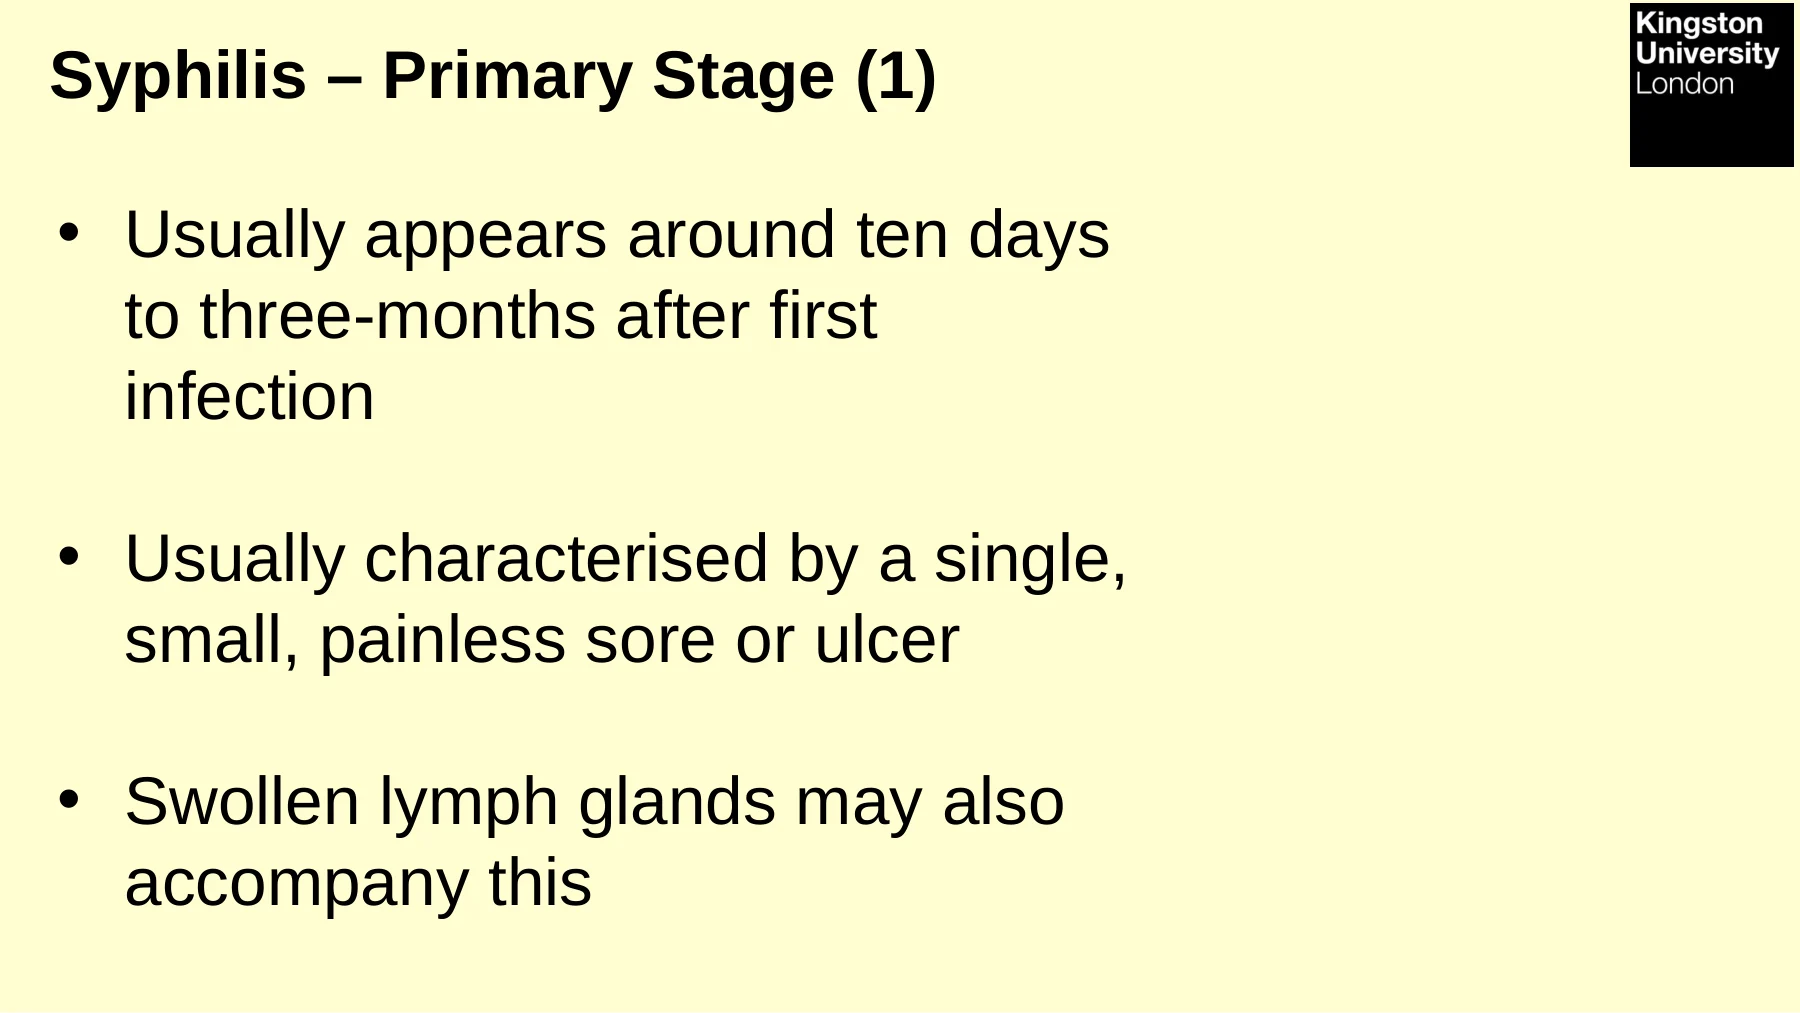 Syphilis – Primary Stage (1)
Kingston
University
London
• Usually appears around ten days
to three-months after first
infection
• Usually characterised by a single,
small, painless sore or ulcer
• Swollen lymph glands may also
accompany this